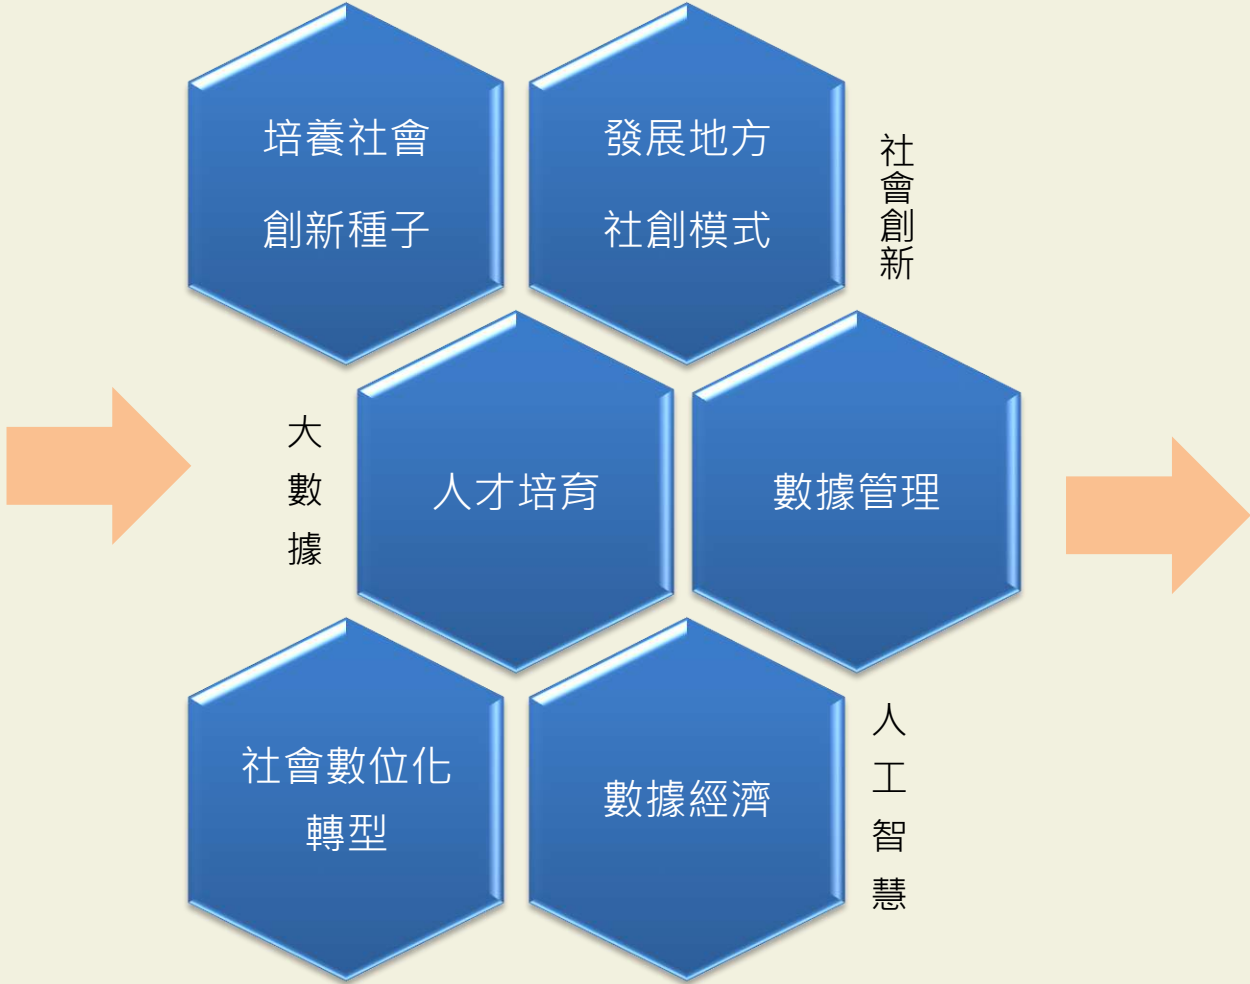 培養社會
創新種子
發展地方
社創模式
社會創新
大數據
人才培育
數據管理
社會數位化
轉型
數據經濟
人工智慧